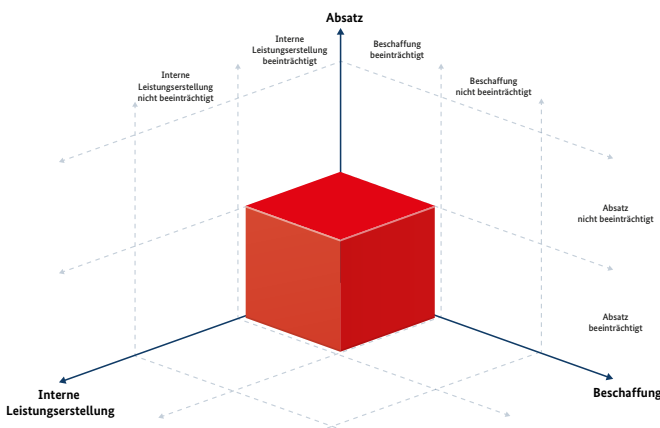 Absatz
Interne
Leistungserstellung
beeinträchtigt
Beschaffung
beeinträchtigt
Interne
Leistungserstellung
nicht beeinträchtigt
Beschaffung
nicht beeinträchtigt
Absatz
nicht beeinträchtigt
Absatz
beeinträchtigt
Interne
Leistungserstellung
Beschaffung